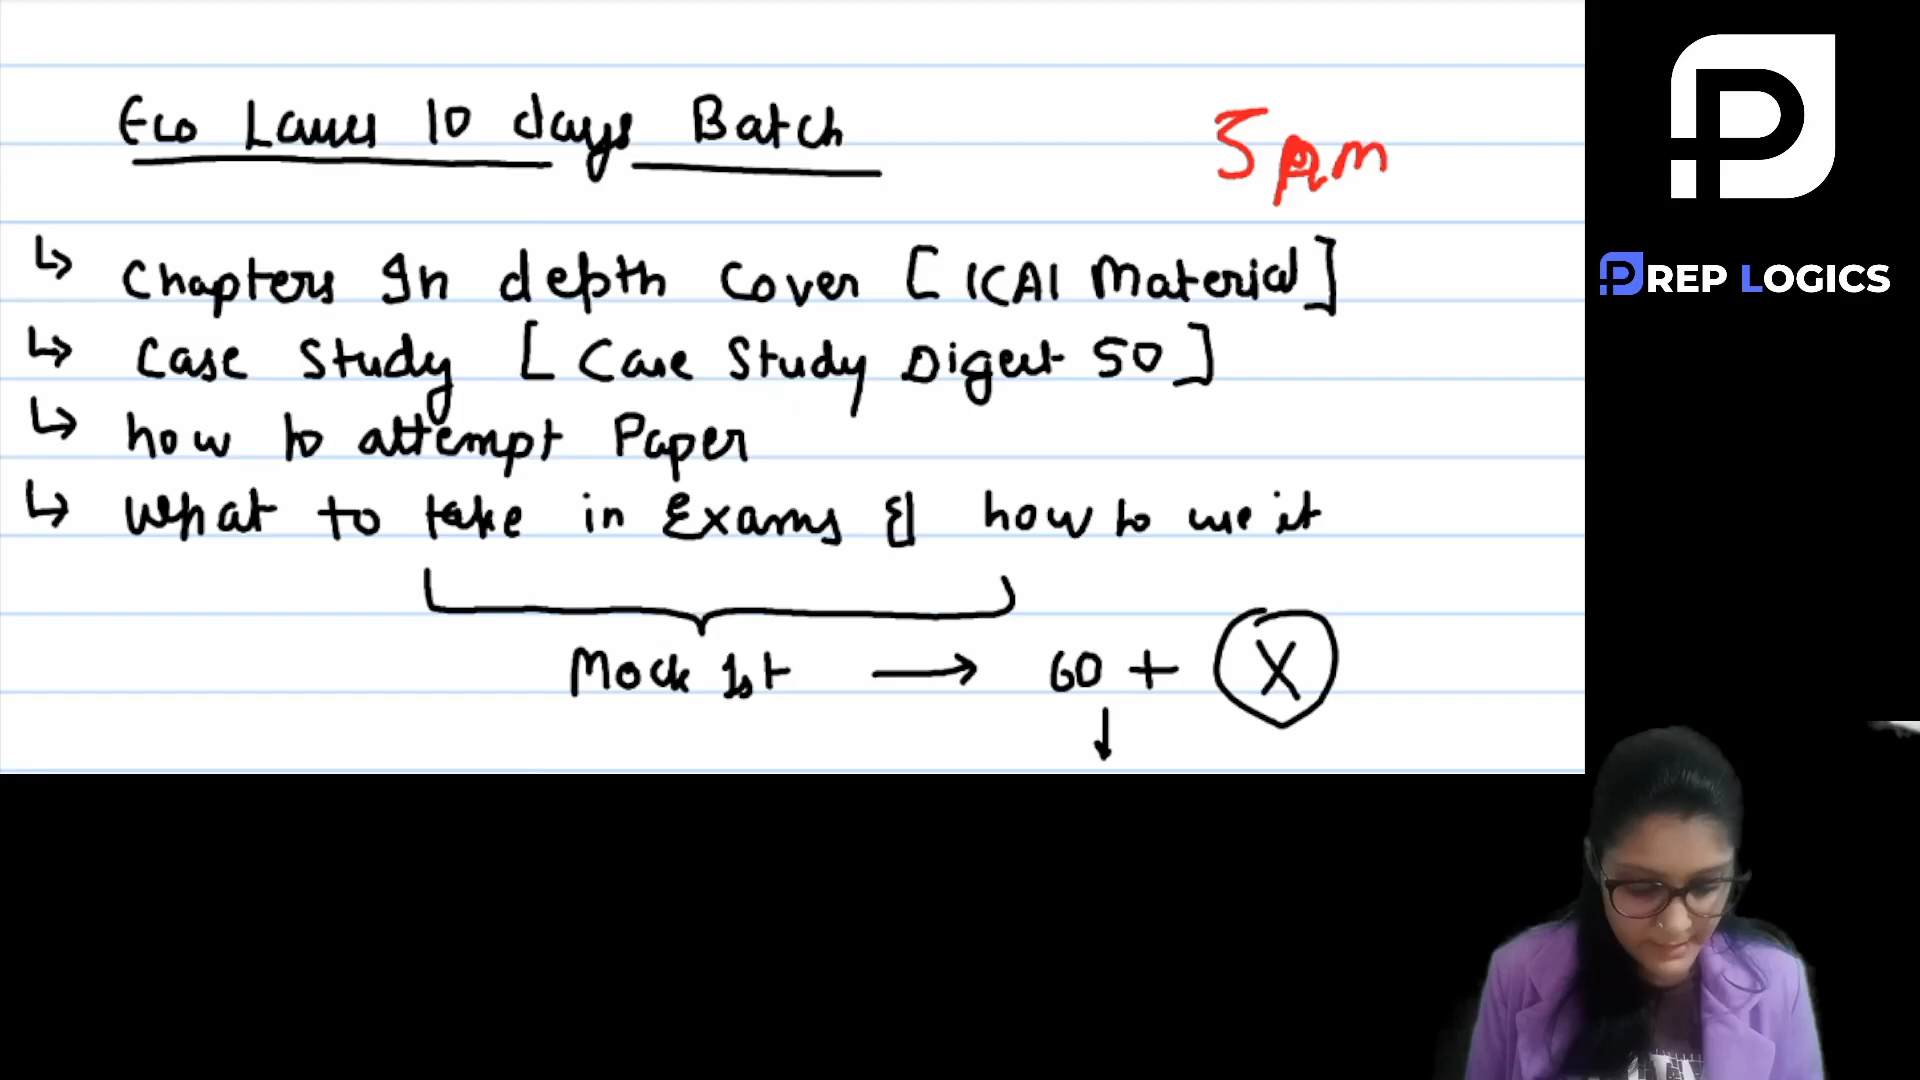 Eco Laws 10 days Batch
5 pm
↳ Chapters In depth Cover [ICAI Material]
↳ Case Study [Case Study Digest 50]
↳ how to attempt Paper
↳ What to take in Exams & how to use it
Mock 1st → 60 + X
↓
PREP LOGICS